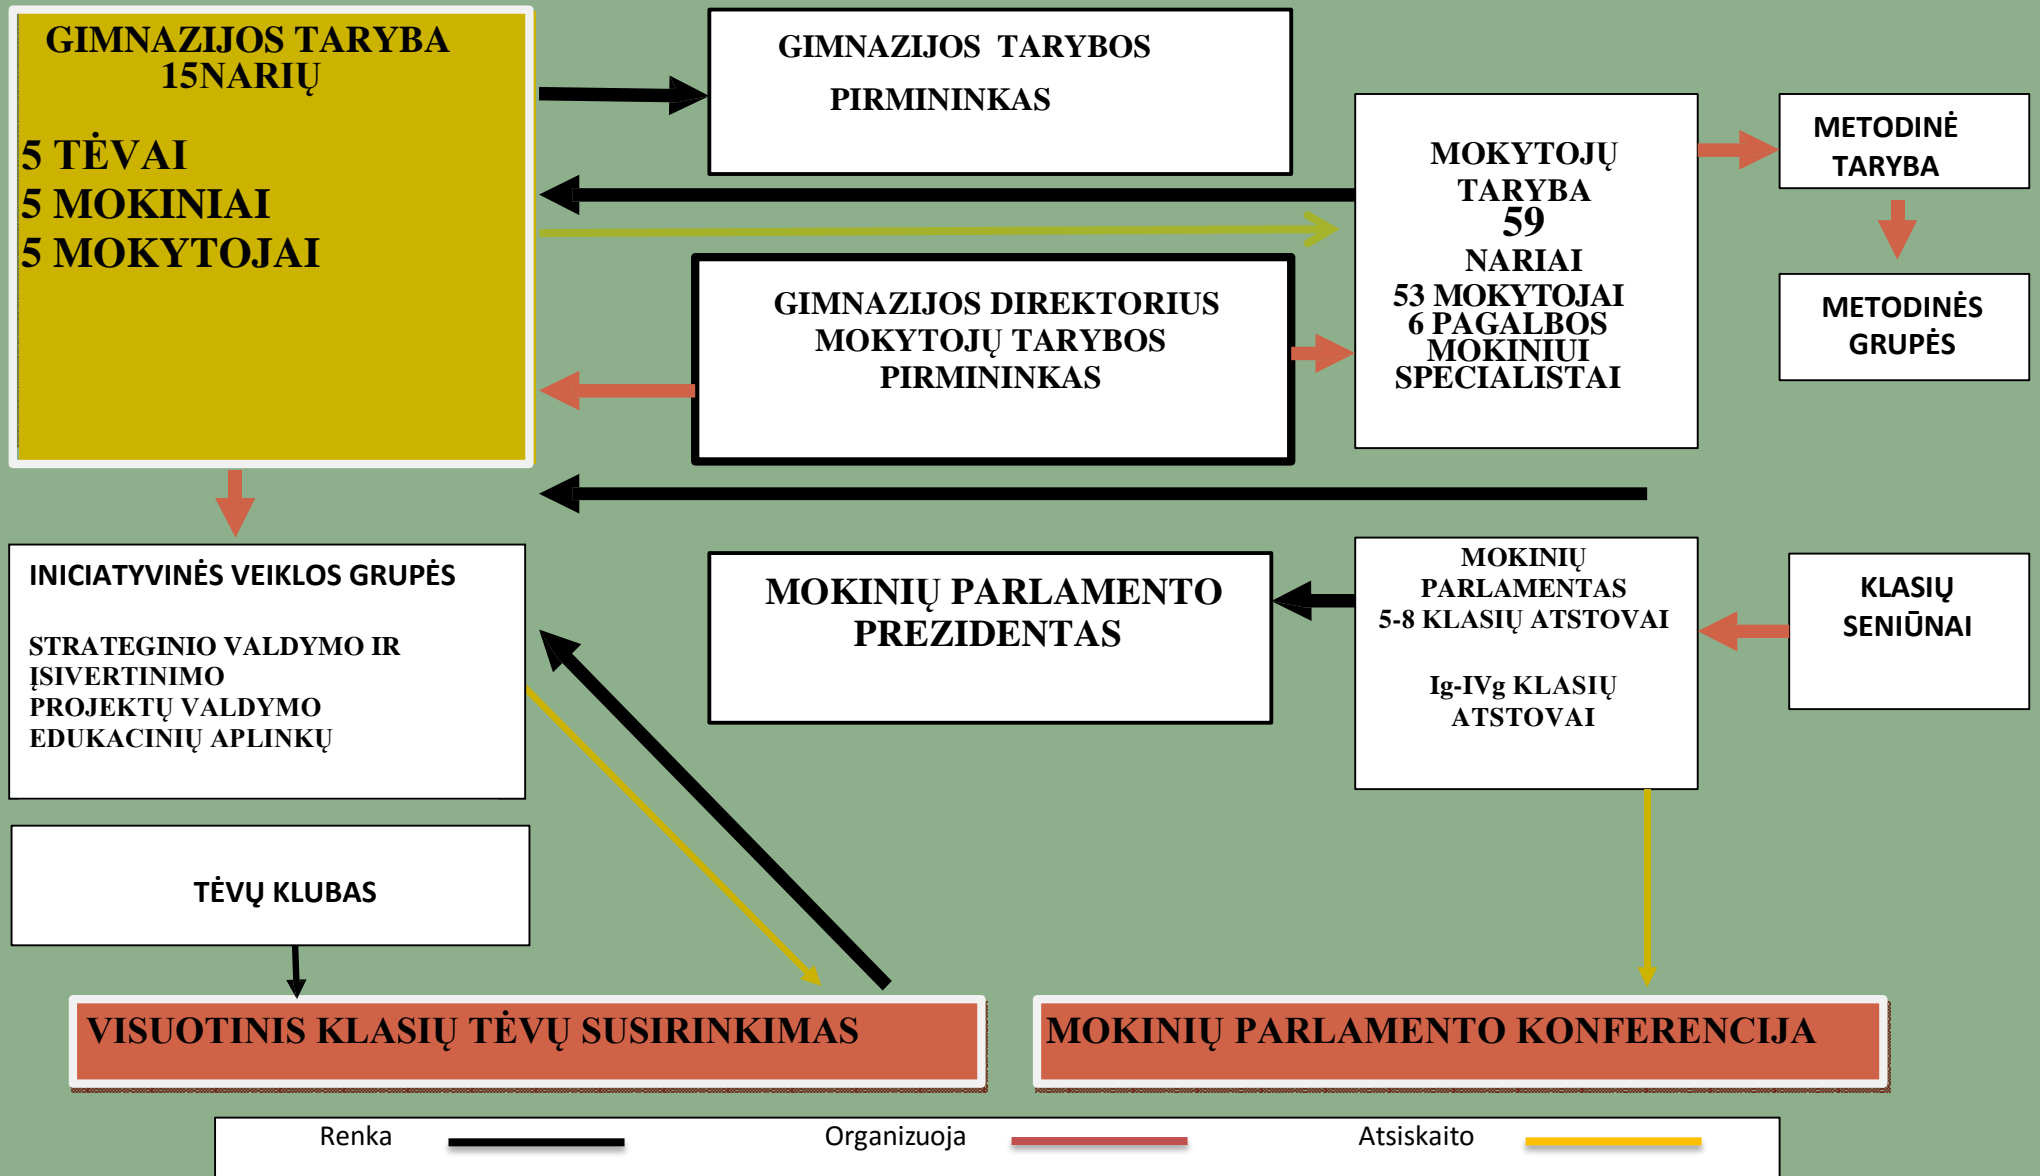 GIMNAZIJOS TARYBA
15NARIŲ
5 TĖVAI
5 MOKINIAI
5 MOKYTOJAI
GIMNAZIJOS TARYBOS
PIRMININKAS
MOKYTOJŲ
TARYBA
59
NARIAI
53 MOKYTOJAI
6 PAGALBOS
MOKINIUI
SPECIALISTAI
METODINĖ
TARYBA
METODINĖS
GRUPĖS
GIMNAZIJOS DIREKTORIUS
MOKYTOJŲ TARYBOS
PIRMININKAS
INICIATYVINĖS VEIKLOS GRUPĖS
STRATEGINIO VALDYMO IR
ĮSIVERTINIMO
PROJEKTŲ VALDYMO
EDUKACINIŲ APLINKŲ
MOKINIŲ PARLAMENTO
PREZIDENTAS
MOKINIŲ
PARLAMENTAS
5-8 KLASIŲ ATSTOVAI
Ig-IVg KLASIŲ
ATSTOVAI
KLASIŲ
SENIŪNAI
TĖVŲ KLUBAS
VISUOTINIS KLASIŲ TĖVŲ SUSIRINKIMAS
MOKINIŲ PARLAMENTO KONFERENCIJA
Renka
Organizuoja
Atsiskaito